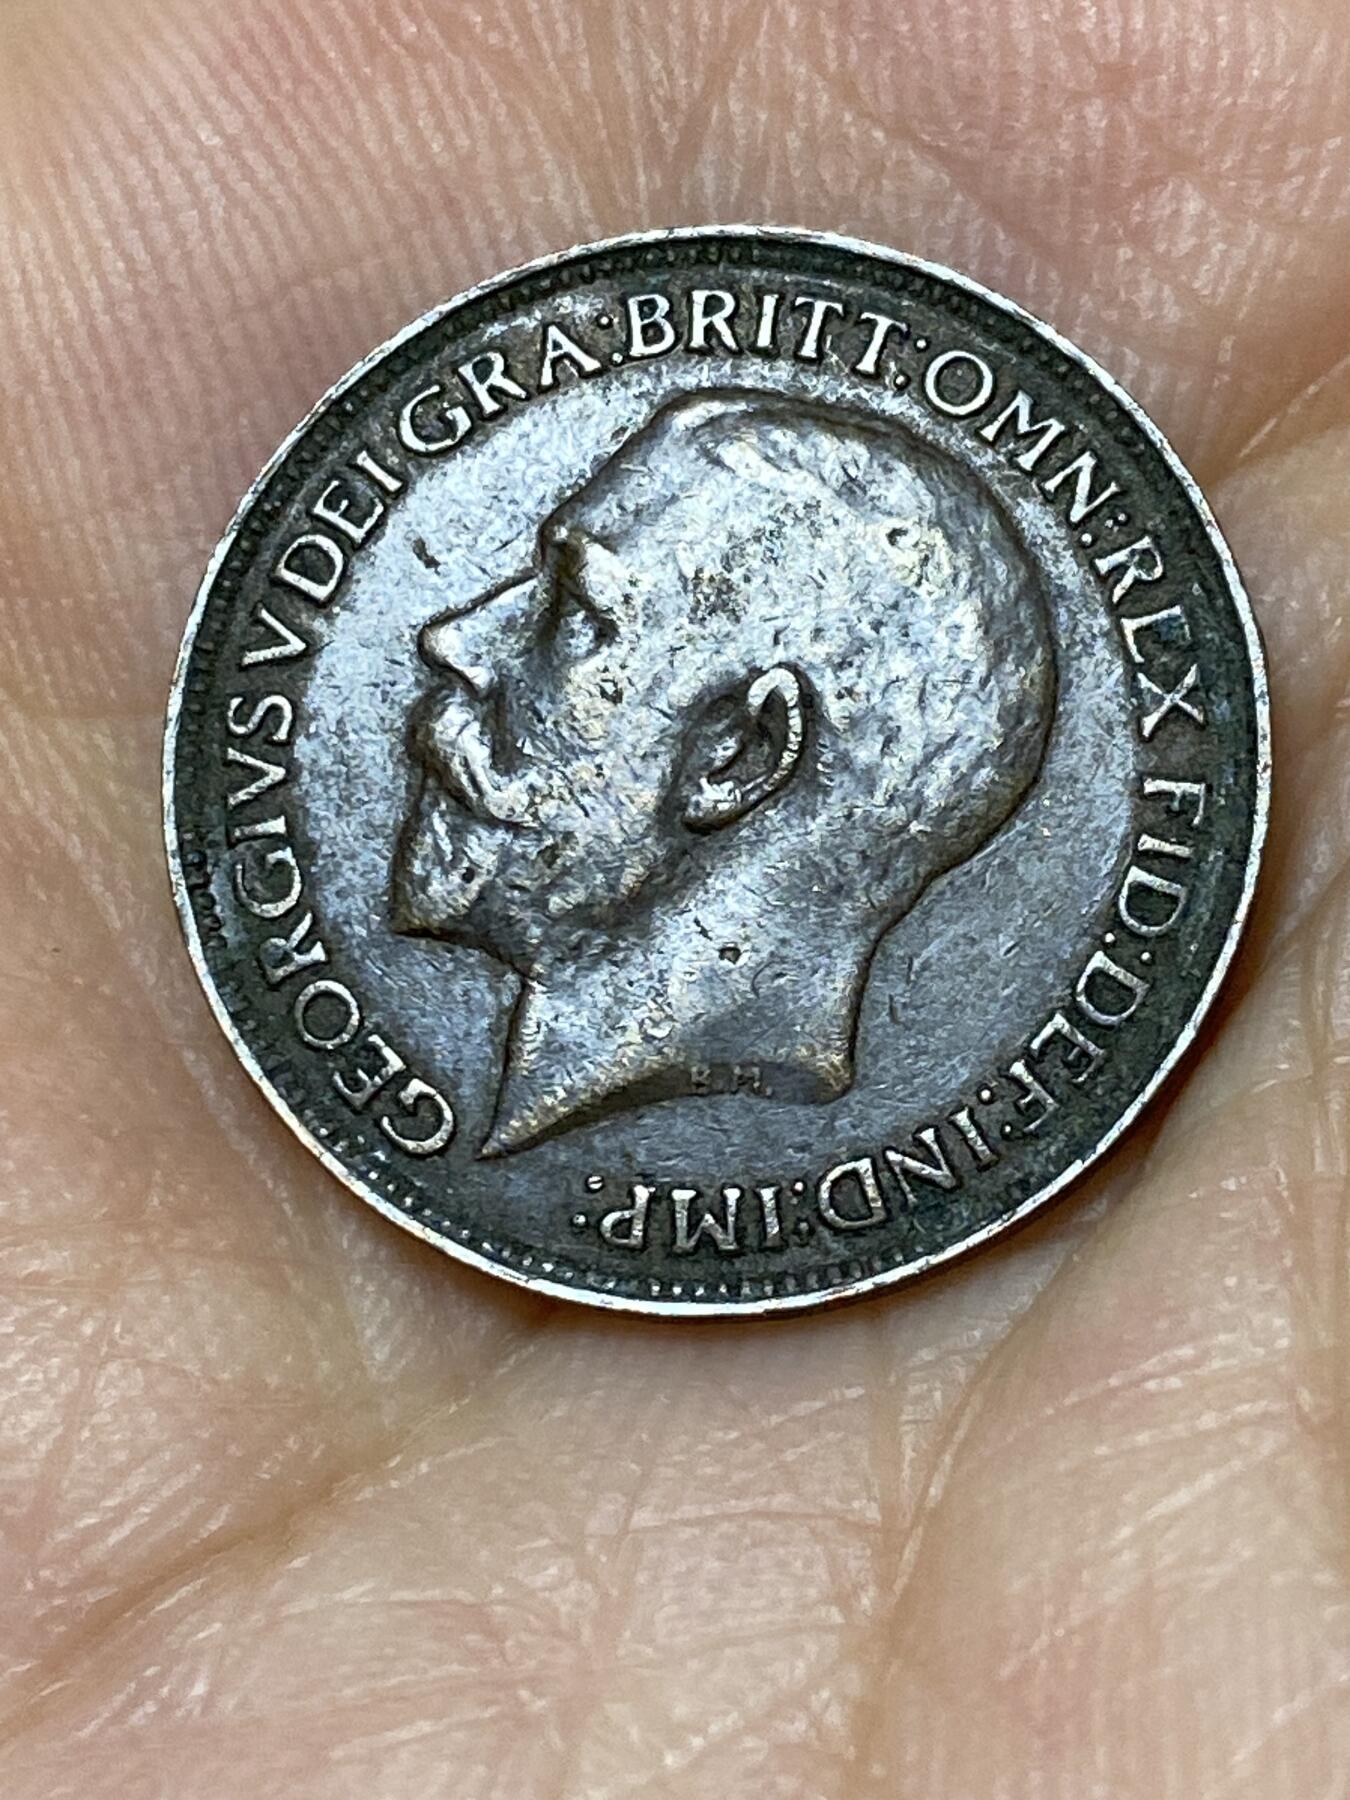 GEORGIVS V DEI GRA:BRITT:OMN:REX FID:DEF:IND:IMP:
B.M.